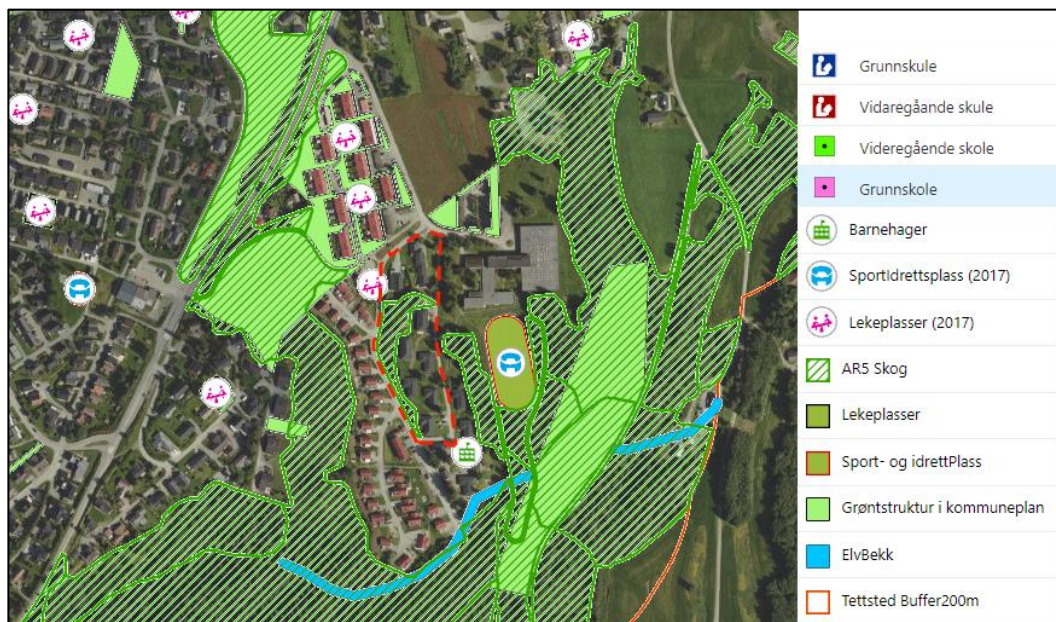 Grunnskule
Vidaregåande skule
Videregående skole
Grunnskole
Barnehager
SportIdrettsplass (2017)
Lekeplasser (2017)
AR5 Skog
Lekeplasser
Sport- og idrettPlass
Grøntstruktur i kommuneplan
ElvBekk
Tettsted Buffer200m